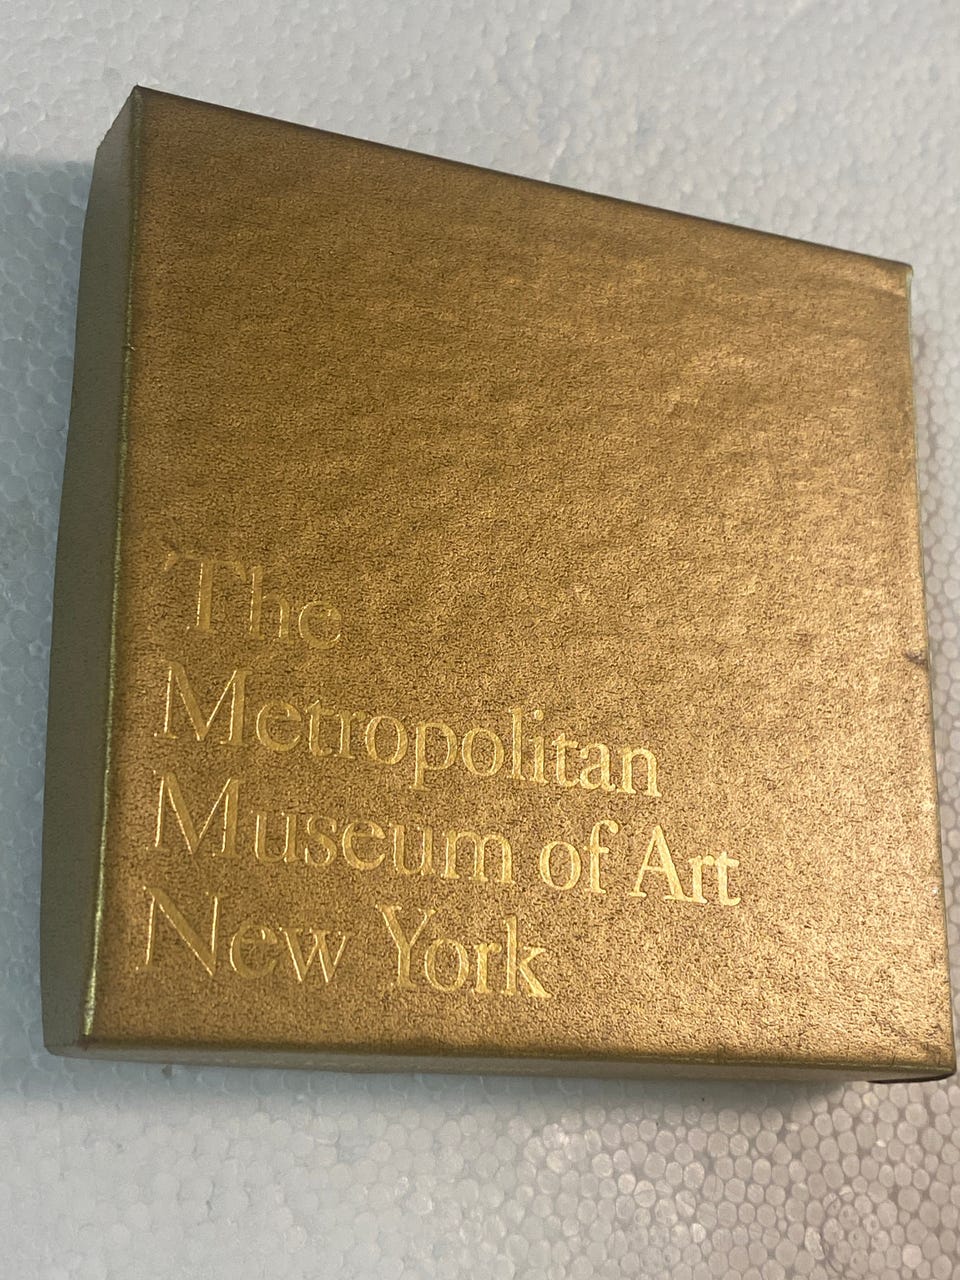 The
Metropolitan
Museum of Art
New York